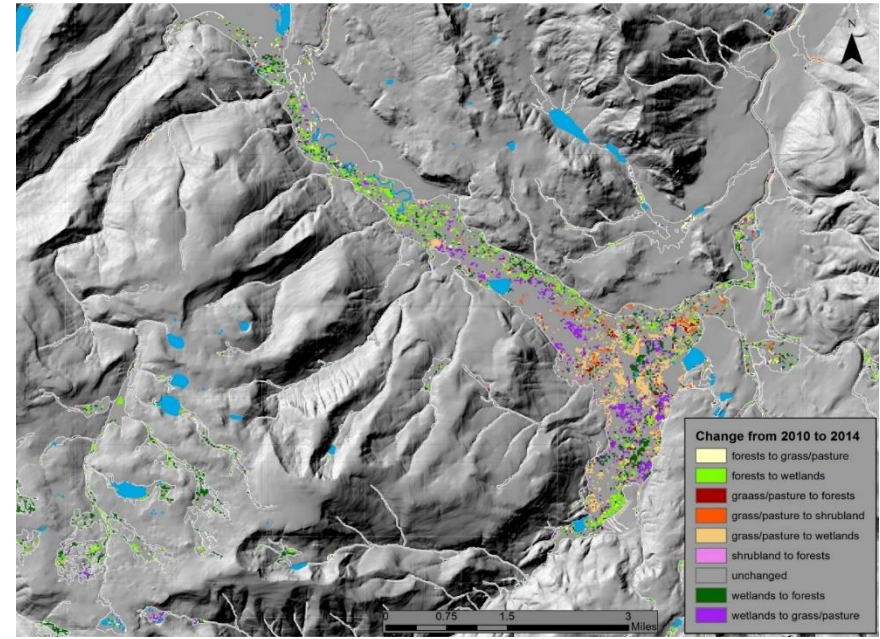 N
Change from 2010 to 2014
forests to grass/pasture
forests to wetlands
graass/pasture to forests
grass/pasture to shrubland
grass/pasture to wetlands
shrubland to forests
unchanged
wetlands to forests
wetlands to grass/pasture
0 0.75 1.5 3
Miles